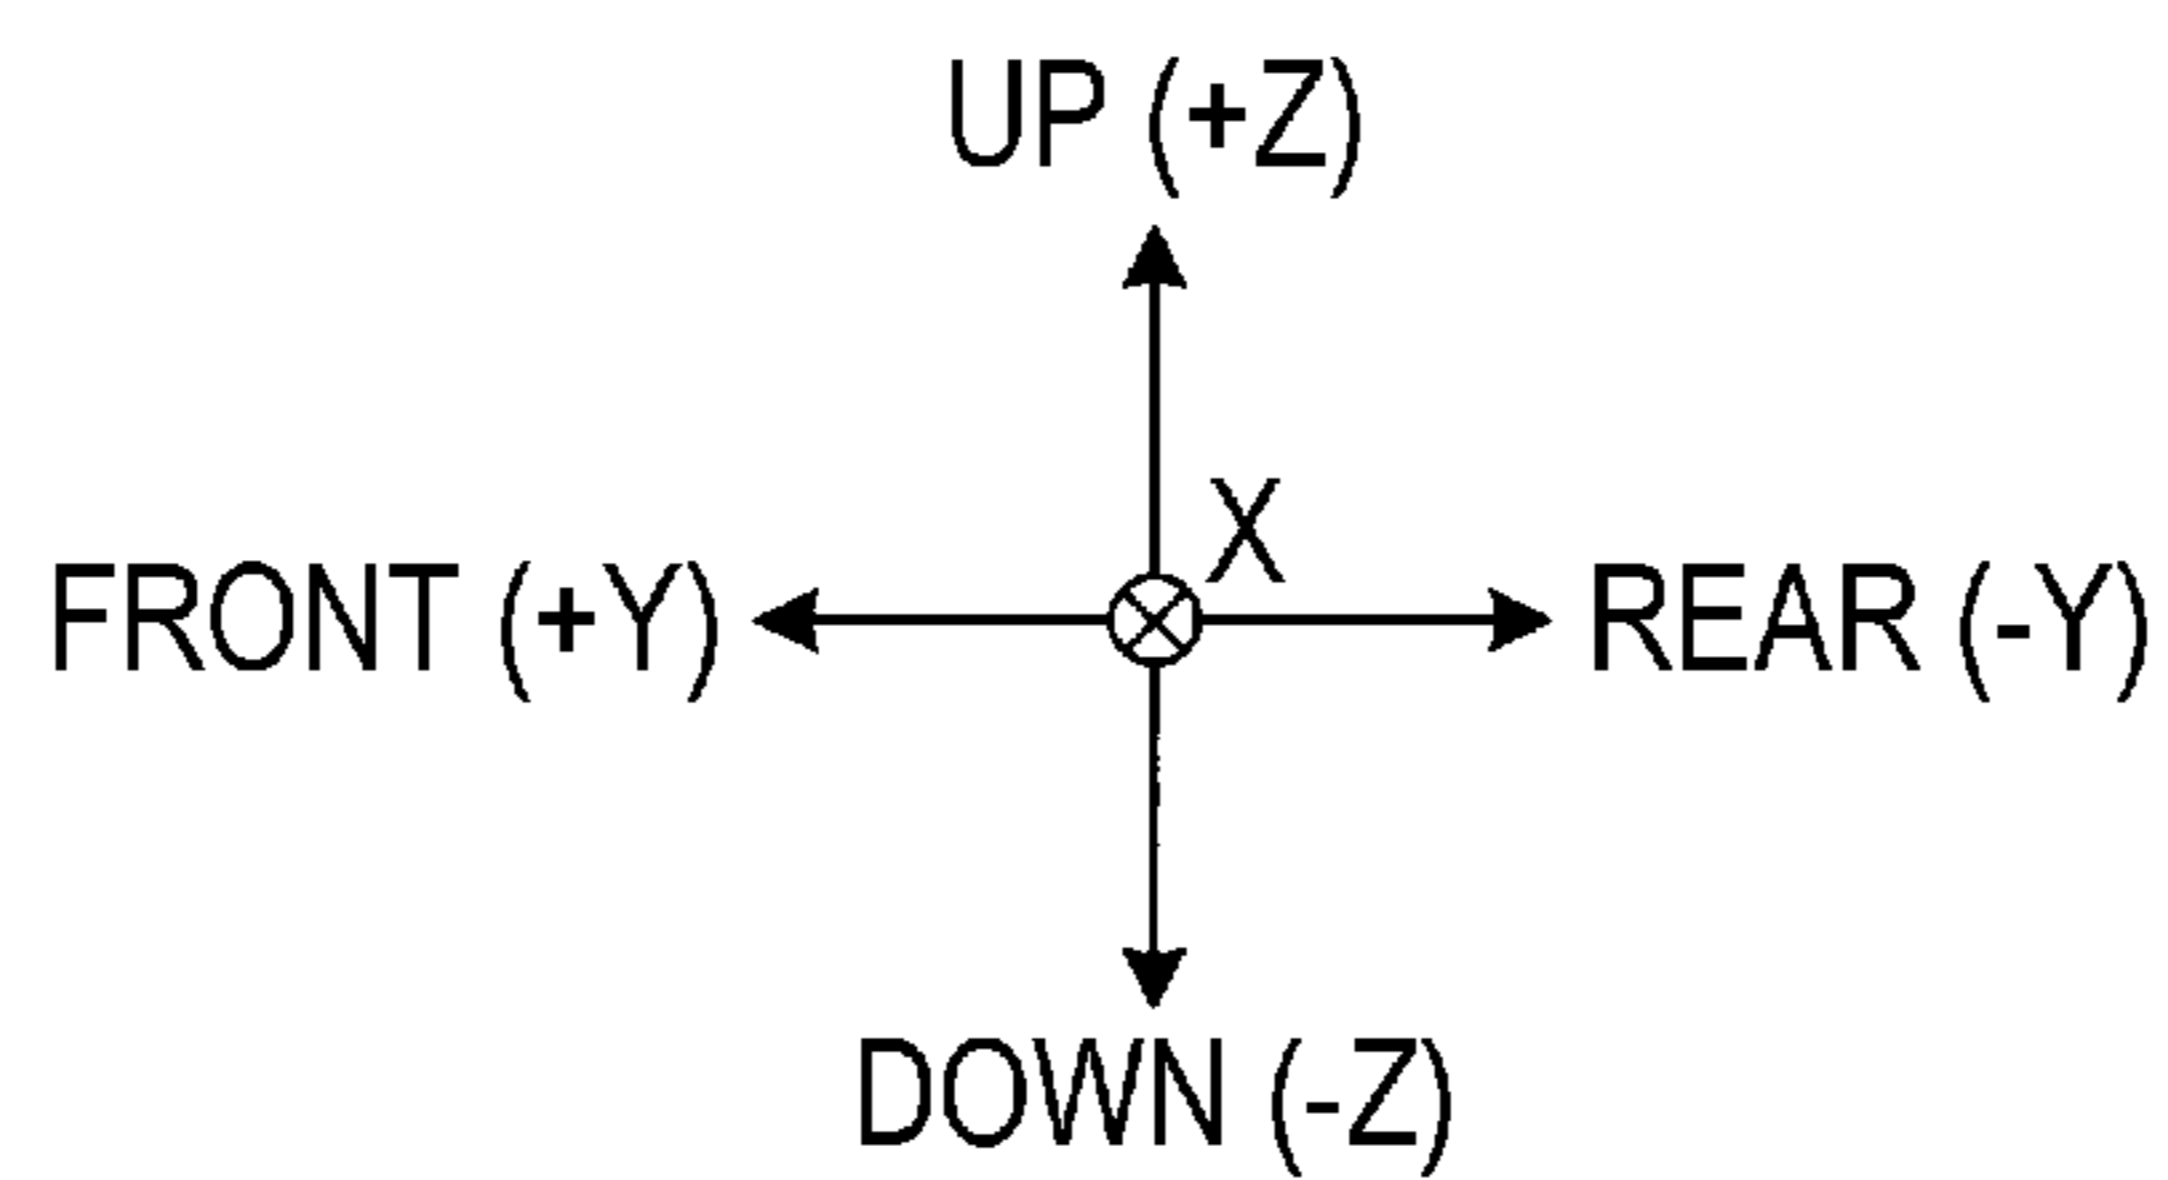 UP (+Z)
X
FRONT (+Y)
REAR (-Y)
DOWN (-Z)